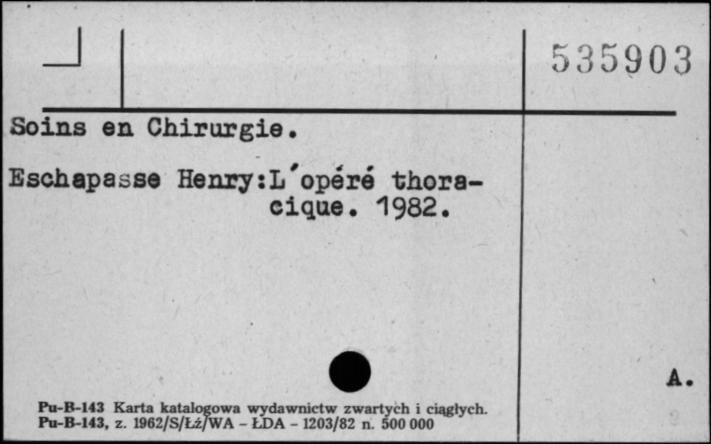 535903
Soins en Chirurgie.
Eschapasse Henry:L'opéré thora-
cique. 1982.
A.
Pu-B-143 Karta katalogowa wydawnictw zwartych i ciągłych.
Pu-B-143, z. 1962/S/Łź/WA - ŁDA - 1203/82 n. 500 000